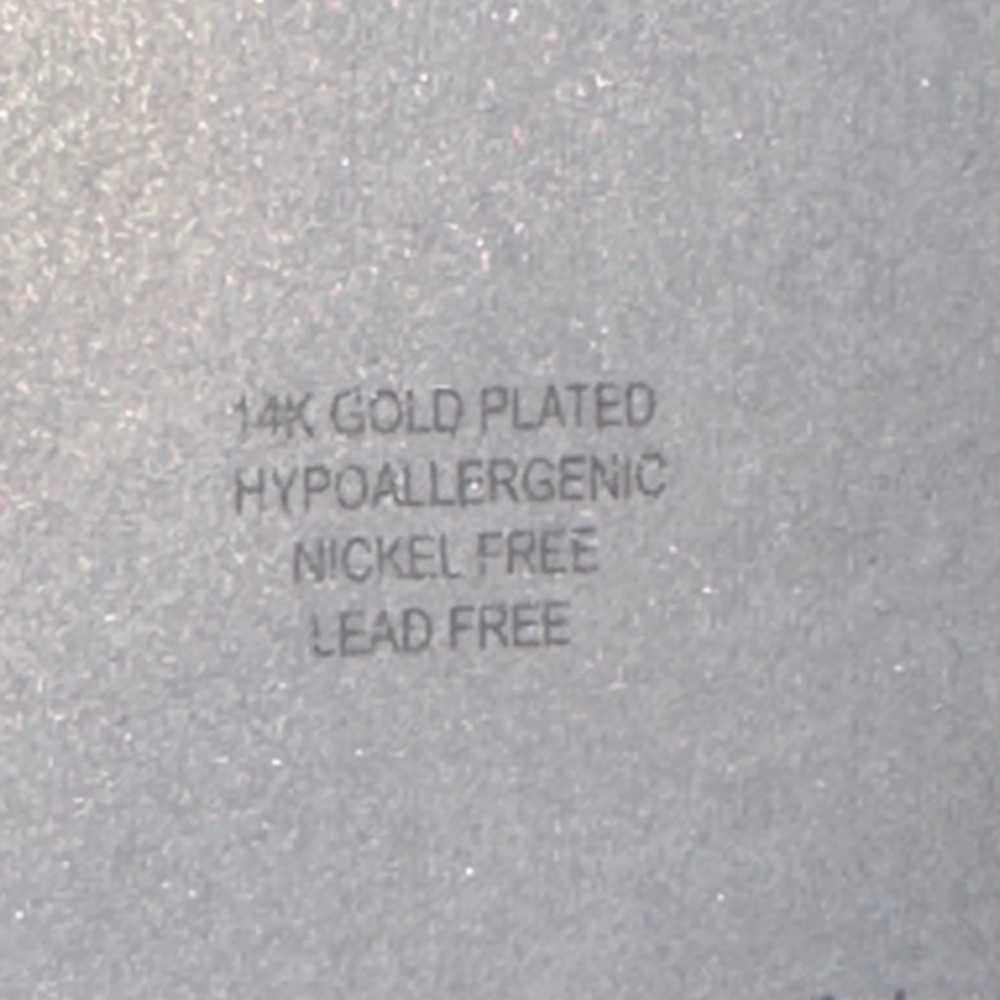 14K GOLD PLATED
HYPOALLERGENIC
NICKEL FREE
LEAD FREE